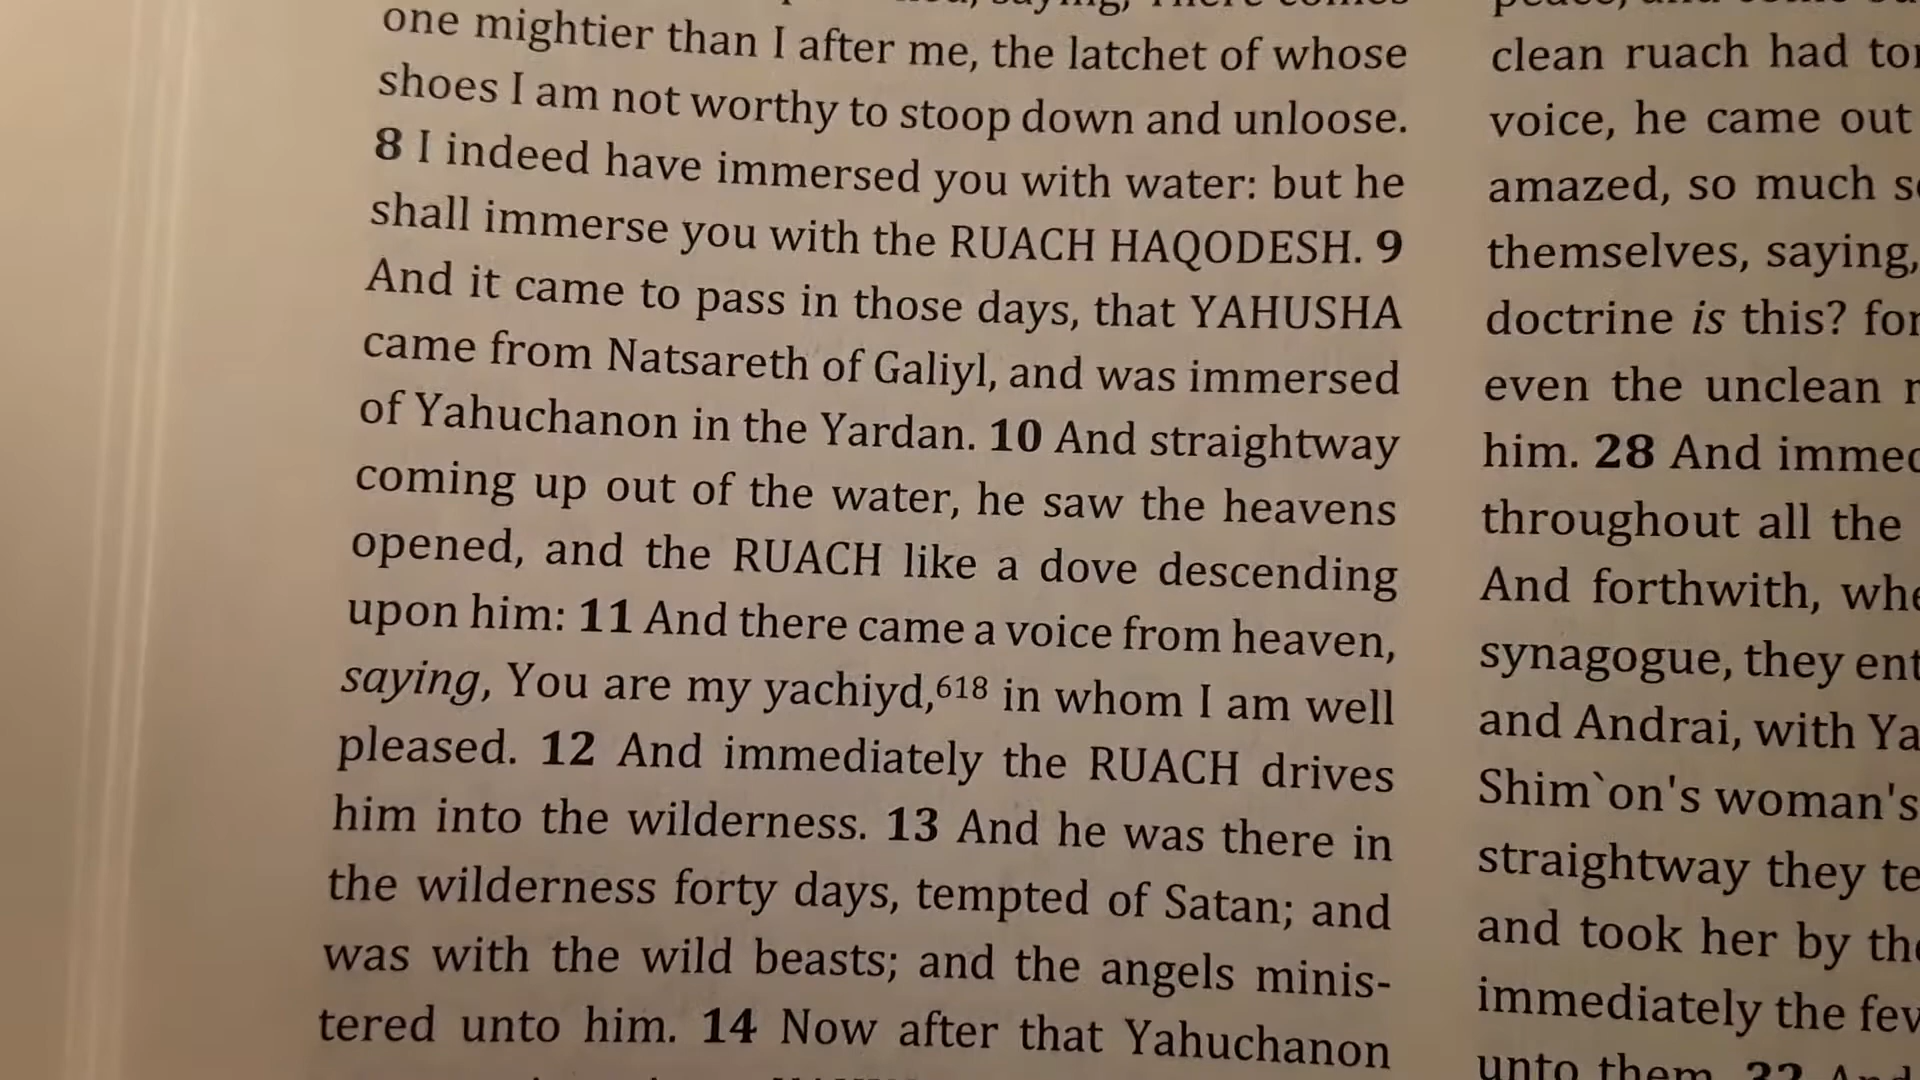 one mightier than I after me, the latchet of whose
shoes I am not worthy to stoop down and unloose.
8 I indeed have immersed you with water: but he
shall immerse you with the RUACH HAQODESH. 9
And it came to pass in those days, that YAHUSHA
came from Natsareth of Galiyl, and was immersed
of Yahuchanon in the Yardan. 10 And straightway
coming up out of the water, he saw the heavens
opened, and the RUACH like a dove descending
upon him: 11 And there came a voice from heaven,
saying, You are my yachiyd,618 in whom I am well
pleased. 12 And immediately the RUACH drives
him into the wilderness. 13 And he was there in
the wilderness forty days, tempted of Satan; and
was with the wild beasts; and the angels minis-
tered unto him. 14 Now after that Yahuchanon
clean ruach had
voice, he came out
amazed, so much
themselves, saying,
doctrine is this?
even the unclean
him. 28 And
throughout all the
And forthwith,
synagogue, they
and Andrai, with
Shim`on's woman's
straightway they
and took her by
immediately the
unto them.